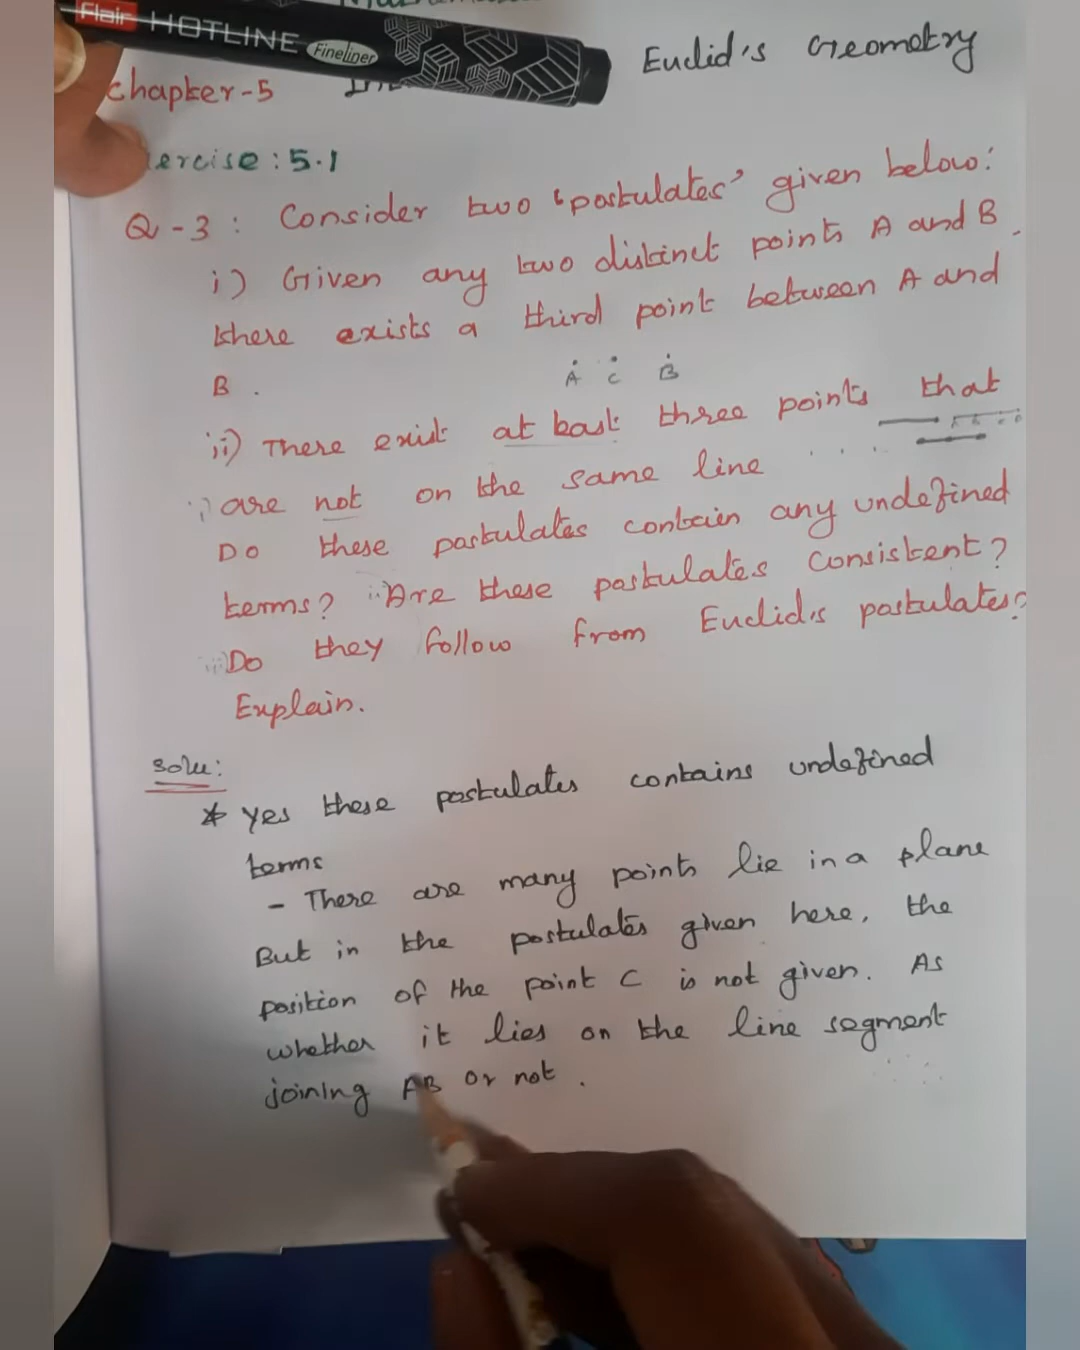 Flair HOTLINE Fineliner
Euclid's Geometry
Chapter-5
ercise: 5.1
Q-3: Consider two 'postulates' given below:
i) Given any two distinct points A and B.
there exists a third point between A and
B.
A C B
ii) There exist at least three points that
i) are not on the same line
Do these postulates contain any undefined
terms? ii) Are these postulates consistent?
iii) Do they follow from Euclid's postulates?
Explain.
Solu:
* Yes these postulates contains undefined
terms
- There are many points lie in a plane
But in the postulates given here, the
position of the point C is not given. As
whether it lies on the line segment
joining AB or not.